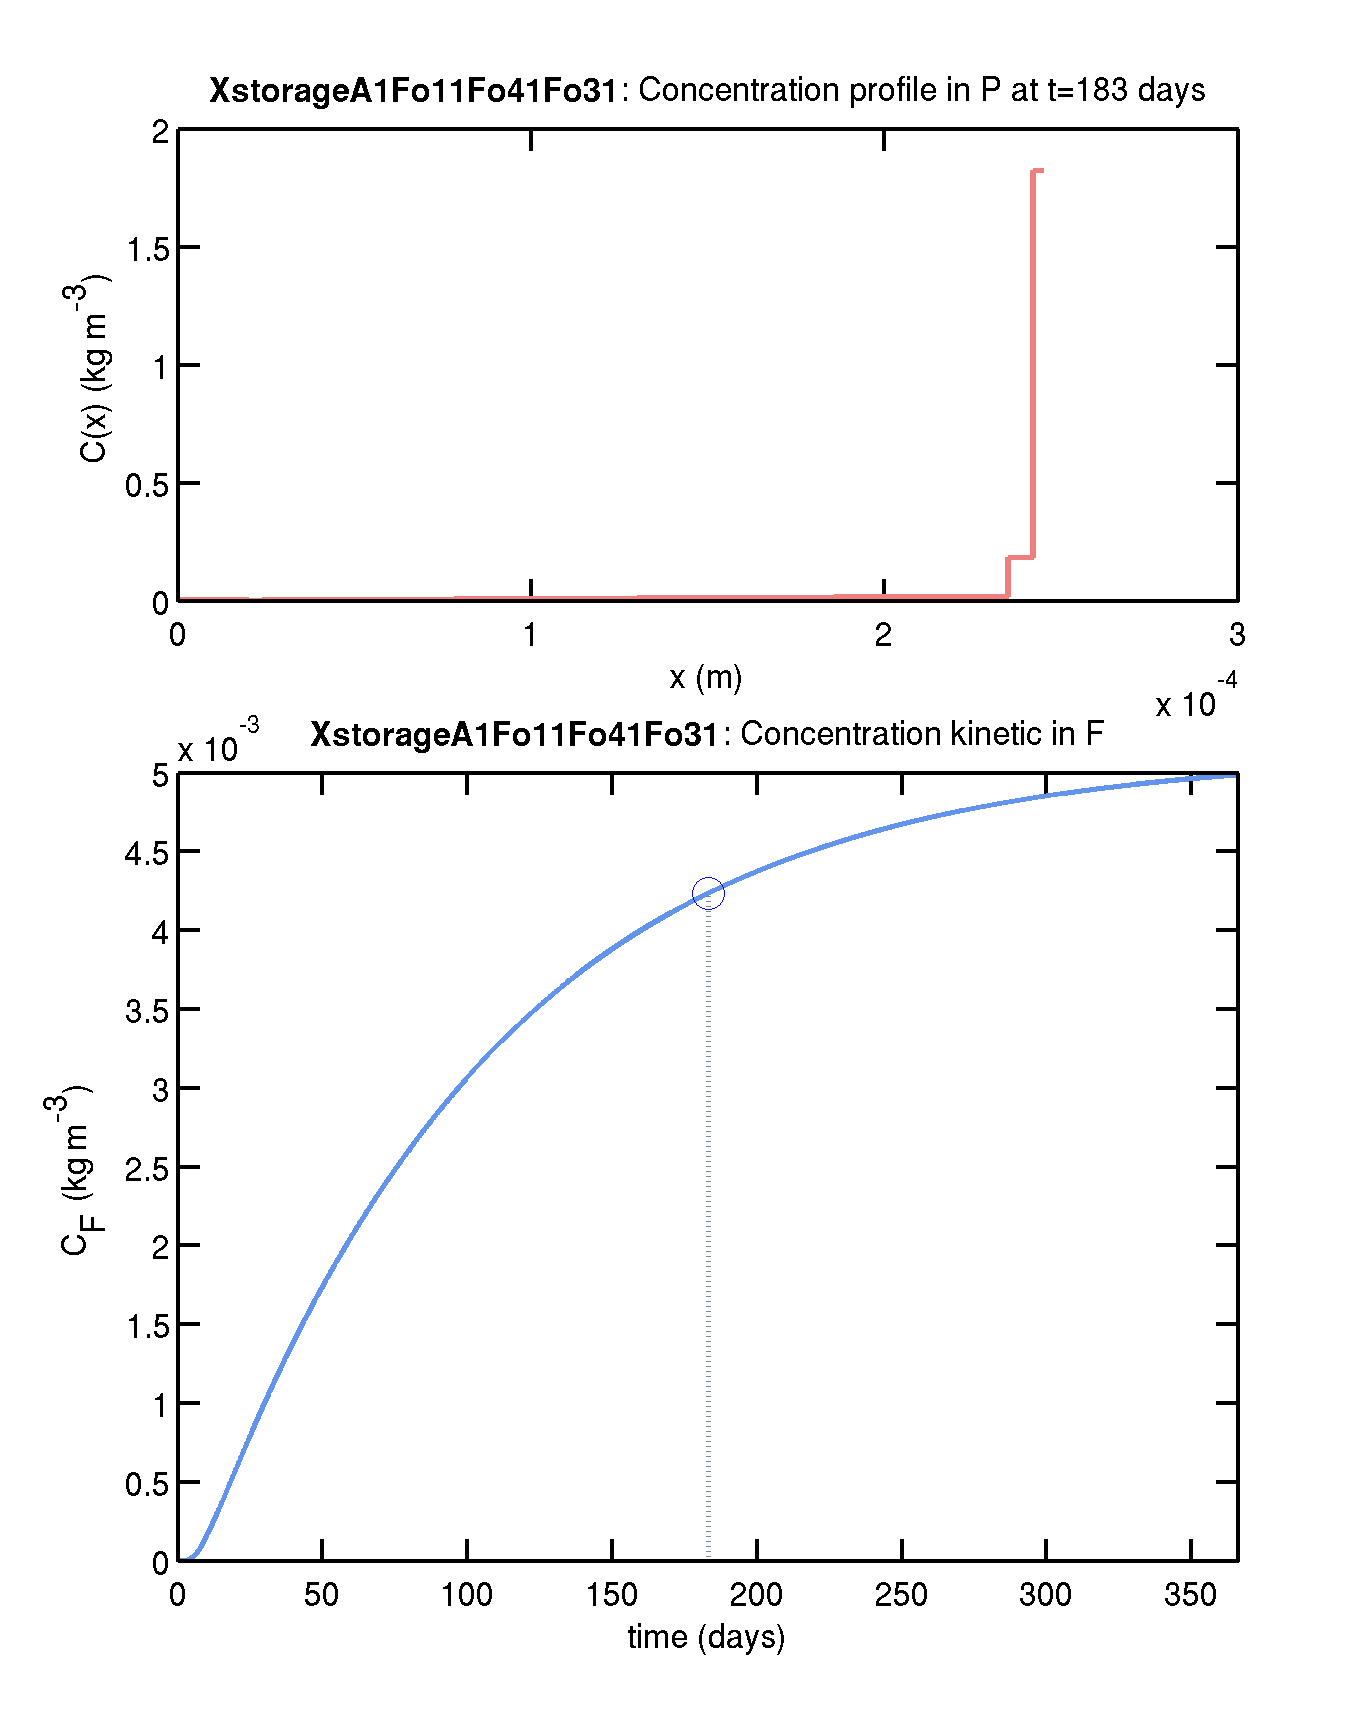 XstorageA1Fo11Fo41Fo31: Concentration profile in P at t=183 days
2
1.5
1
0.5
0
C(x) (kg m-3)
0 1 2 3
x (m)
x 10-4
x 10-3
XstorageA1Fo11Fo41Fo31: Concentration kinetic in F
5
4.5
4
3.5
3
2.5
2
1.5
1
0.5
0
CF (kg m-3)
0 50 100 150 200 250 300 350
time (days)